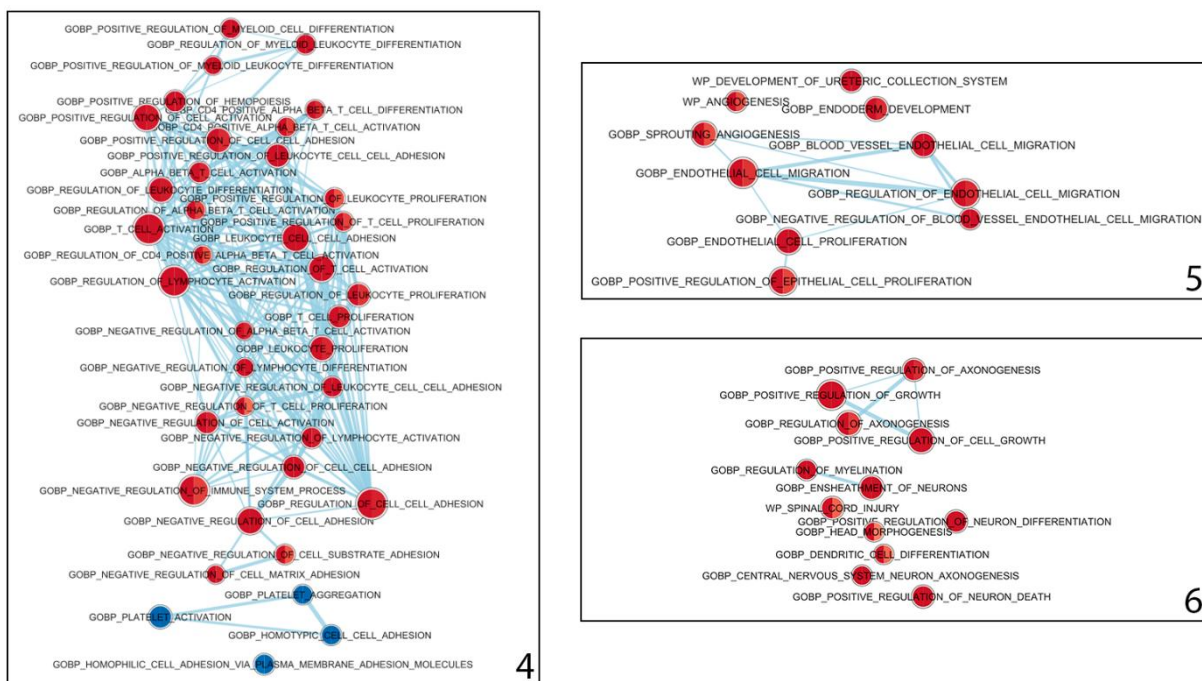 GOBP_POSITIVE_REGULATION_OF_MYELOID_CELL_DIFFERENTIATION
GOBP_REGULATION_OF_MYELOID_LEUKOCYTE_DIFFERENTIATION
GOBP_POSITIVE_REGULATION_OF_MYELOID_LEUKOCYTE_DIFFERENTIATION
GOBP_POSITIVE_REGULATION_OF_HEMOPOIESIS
GOBP_CD4_POSITIVE_ALPHA_BETA_T_CELL_DIFFERENTIATION
GOBP_POSITIVE_REGULATION_OF_CELL_ACTIVATION
GOBP_CD4_POSITIVE_ALPHA_BETA_T_CELL_ACTIVATION
GOBP_POSITIVE_REGULATION_OF_CELL_CELL_ADHESION
GOBP_POSITIVE_REGULATION_OF_LEUKOCYTE_CELL_CELL_ADHESION
GOBP_ALPHA_BETA_T_CELL_ACTIVATION
GOBP_REGULATION_OF_LEUKOCYTE_DIFFERENTIATION
GOBP_POSITIVE_REGULATION_OF_LEUKOCYTE_PROLIFERATION
GOBP_REGULATION_OF_ALPHA_BETA_T_CELL_ACTIVATION
GOBP_POSITIVE_REGULATION_OF_T_CELL_PROLIFERATION
GOBP_T_CELL_ACTIVATION
GOBP_LEUKOCYTE_CELL_CELL_ADHESION
GOBP_REGULATION_OF_CD4_POSITIVE_ALPHA_BETA_T_CELL_ACTIVATION
GOBP_REGULATION_OF_T_CELL_ACTIVATION
GOBP_REGULATION_OF_LYMPHOCYTE_ACTIVATION
GOBP_REGULATION_OF_LEUKOCYTE_PROLIFERATION
GOBP_T_CELL_PROLIFERATION
GOBP_NEGATIVE_REGULATION_OF_ALPHA_BETA_T_CELL_ACTIVATION
GOBP_LEUKOCYTE_PROLIFERATION
GOBP_NEGATIVE_REGULATION_OF_LYMPHOCYTE_DIFFERENTIATION
GOBP_NEGATIVE_REGULATION_OF_LEUKOCYTE_CELL_CELL_ADHESION
GOBP_NEGATIVE_REGULATION_OF_T_CELL_PROLIFERATION
GOBP_NEGATIVE_REGULATION_OF_CELL_ACTIVATION
GOBP_NEGATIVE_REGULATION_OF_LYMPHOCYTE_ACTIVATION
GOBP_NEGATIVE_REGULATION_OF_CELL_CELL_ADHESION
GOBP_NEGATIVE_REGULATION_OF_IMMUNE_SYSTEM_PROCESS
GOBP_REGULATION_OF_CELL_CELL_ADHESION
GOBP_NEGATIVE_REGULATION_OF_CELL_ADHESION
GOBP_NEGATIVE_REGULATION_OF_CELL_SUBSTRATE_ADHESION
GOBP_NEGATIVE_REGULATION_OF_CELL_MATRIX_ADHESION
GOBP_PLATELET_AGGREGATION
GOBP_PLATELET_ACTIVATION
GOBP_HOMOTYPIC_CELL_CELL_ADHESION
GOBP_HOMOPHILIC_CELL_ADHESION_VIA_PLASMA_MEMBRANE_ADHESION_MOLECULES
4
WP_DEVELOPMENT_OF_URETERIC_COLLECTION_SYSTEM
WP_ANGIOGENESIS
GOBP_ENDODERM_DEVELOPMENT
GOBP_SPROUTING_ANGIOGENESIS
GOBP_BLOOD_VESSEL_ENDOTHELIAL_CELL_MIGRATION
GOBP_ENDOTHELIAL_CELL_MIGRATION
GOBP_REGULATION_OF_ENDOTHELIAL_CELL_MIGRATION
GOBP_NEGATIVE_REGULATION_OF_BLOOD_VESSEL_ENDOTHELIAL_CELL_MIGRATION
GOBP_ENDOTHELIAL_CELL_PROLIFERATION
GOBP_POSITIVE_REGULATION_OF_EPITHELIAL_CELL_PROLIFERATION
5
GOBP_POSITIVE_REGULATION_OF_AXONOGENESIS
GOBP_POSITIVE_REGULATION_OF_GROWTH
GOBP_REGULATION_OF_AXONOGENESIS
GOBP_POSITIVE_REGULATION_OF_CELL_GROWTH
GOBP_REGULATION_OF_MYELINATION
GOBP_ENSHEATHMENT_OF_NEURONS
WP_SPINAL_CORD_INJURY
GOBP_POSITIVE_REGULATION_OF_NEURON_DIFFERENTIATION
GOBP_HEAD_MORPHOGENESIS
GOBP_DENDRITIC_CELL_DIFFERENTIATION
GOBP_CENTRAL_NERVOUS_SYSTEM_NEURON_AXONOGENESIS
GOBP_POSITIVE_REGULATION_OF_NEURON_DEATH
6